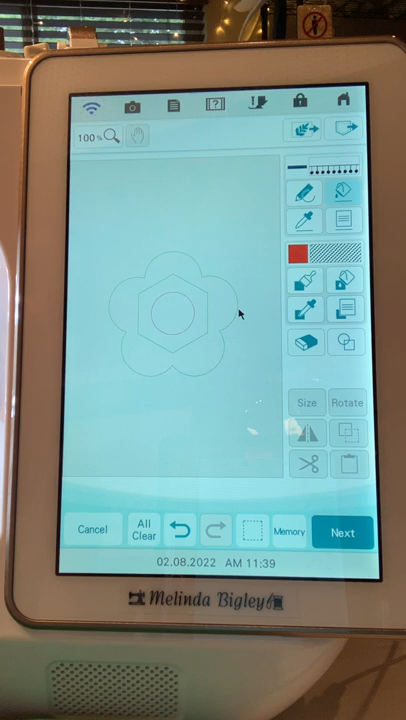 100%
Size Rotate
Cancel All Clear Memory Next
02.08.2022 AM 11:39
Melinda Bigley